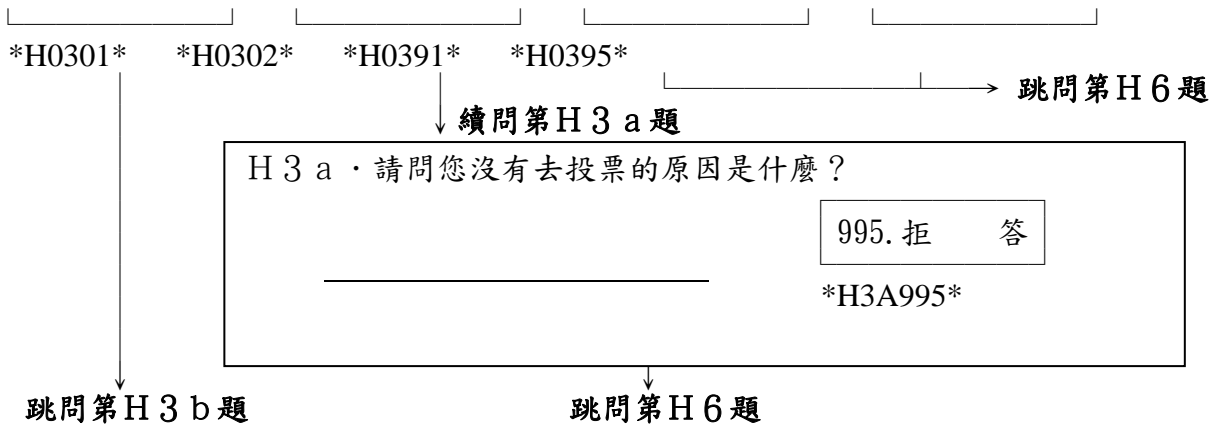 *H0301* *H0302* *H0391* *H0395*
跳問第H6題
續問第H3a題
H3a.請問您沒有去投票的原因是什麼？
995.拒 答
*H3A995*
跳問第H3b題 跳問第H6題